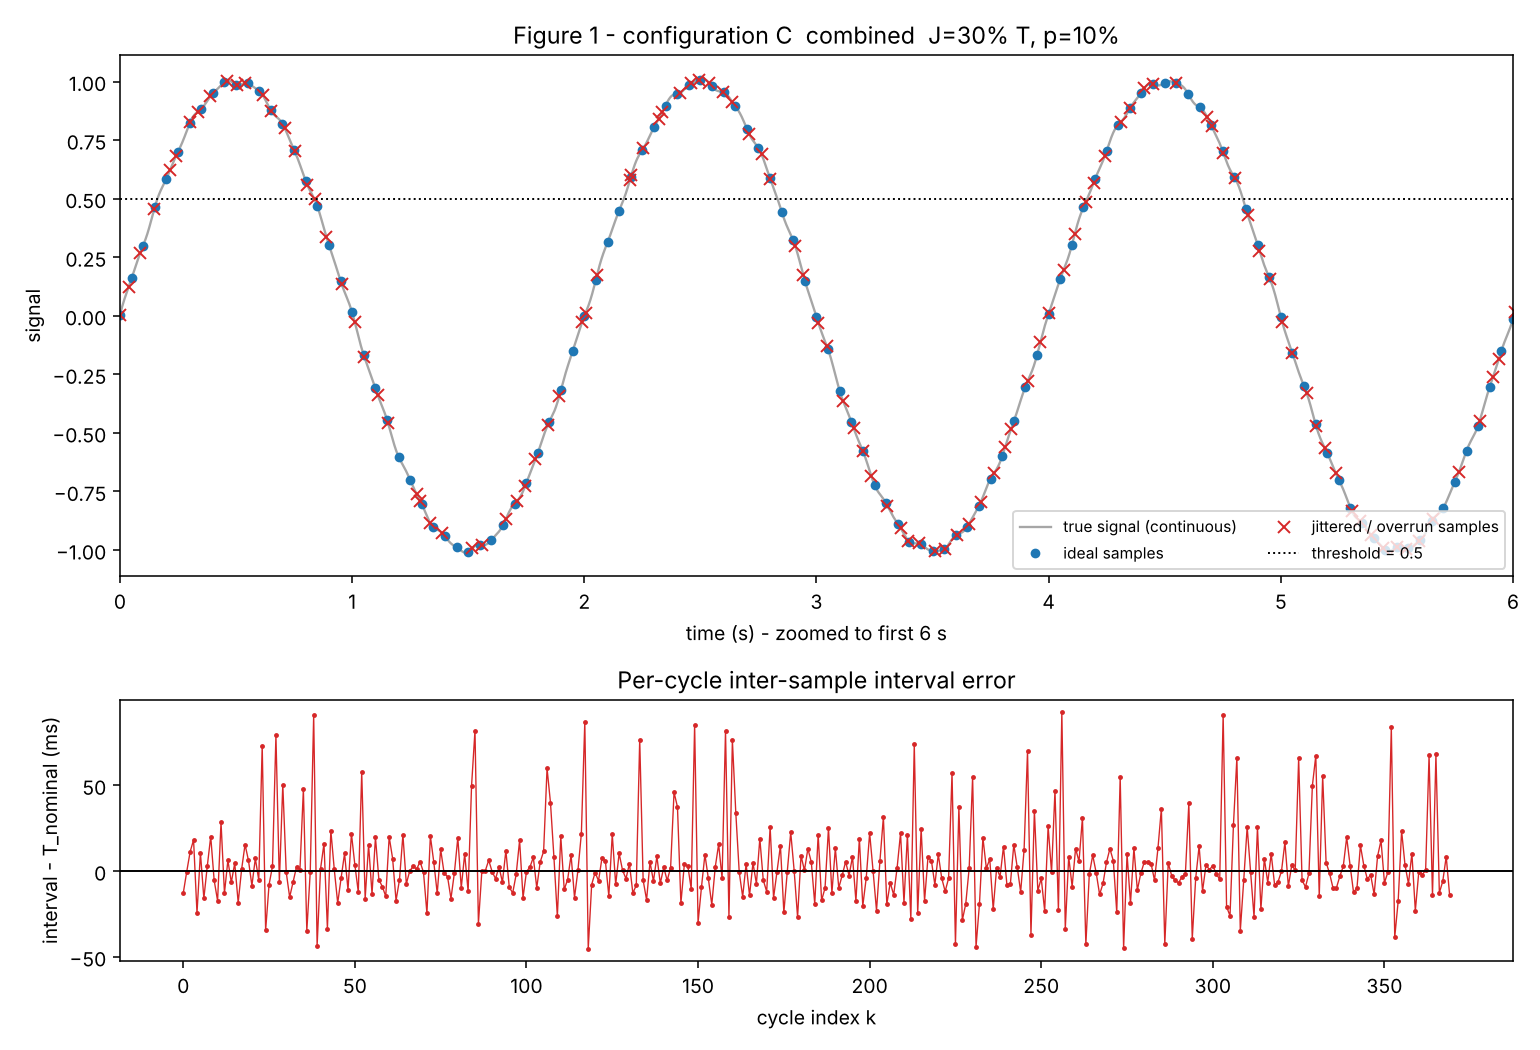 Figure 1 - configuration C  combined  J=30% T, p=10%
1.00
0.75
0.50
0.25
0.00
−0.25
−0.50
−0.75
−1.00
signal
true signal (continuous)
ideal samples
jittered / overrun samples
threshold = 0.5
0 1 2 3 4 5 6
time (s) - zoomed to first 6 s
Per-cycle inter-sample interval error
50
0
−50
interval - T_nominal (ms)
0 50 100 150 200 250 300 350
cycle index k